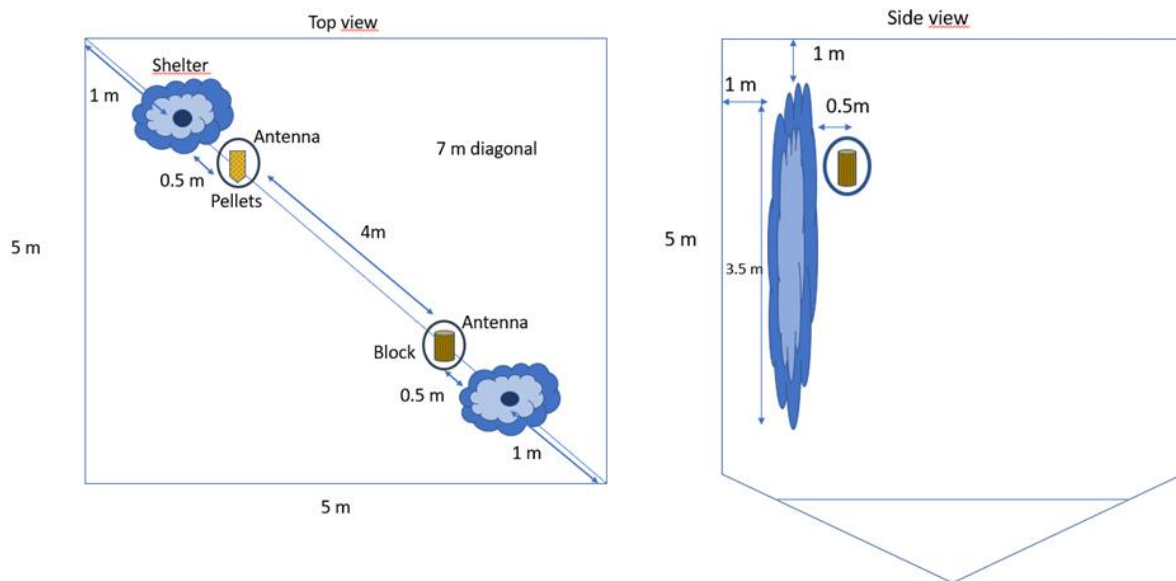 Top view
Shelter
1 m
Antenna
7 m diagonal
0.5 m
Pellets
4m
5 m
Antenna
Block
0.5 m
1 m
5 m
Side view
1 m
1 m
0.5m
5 m
3.5 m